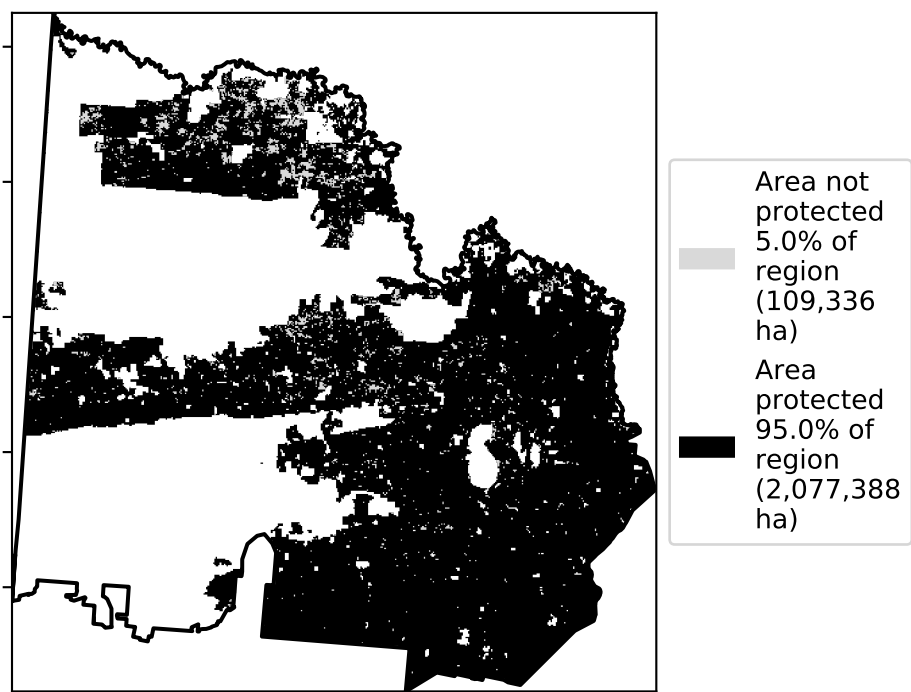 Area not
protected
5.0% of
region
(109,336
ha)
Area
protected
95.0% of
region
(2,077,388
ha)